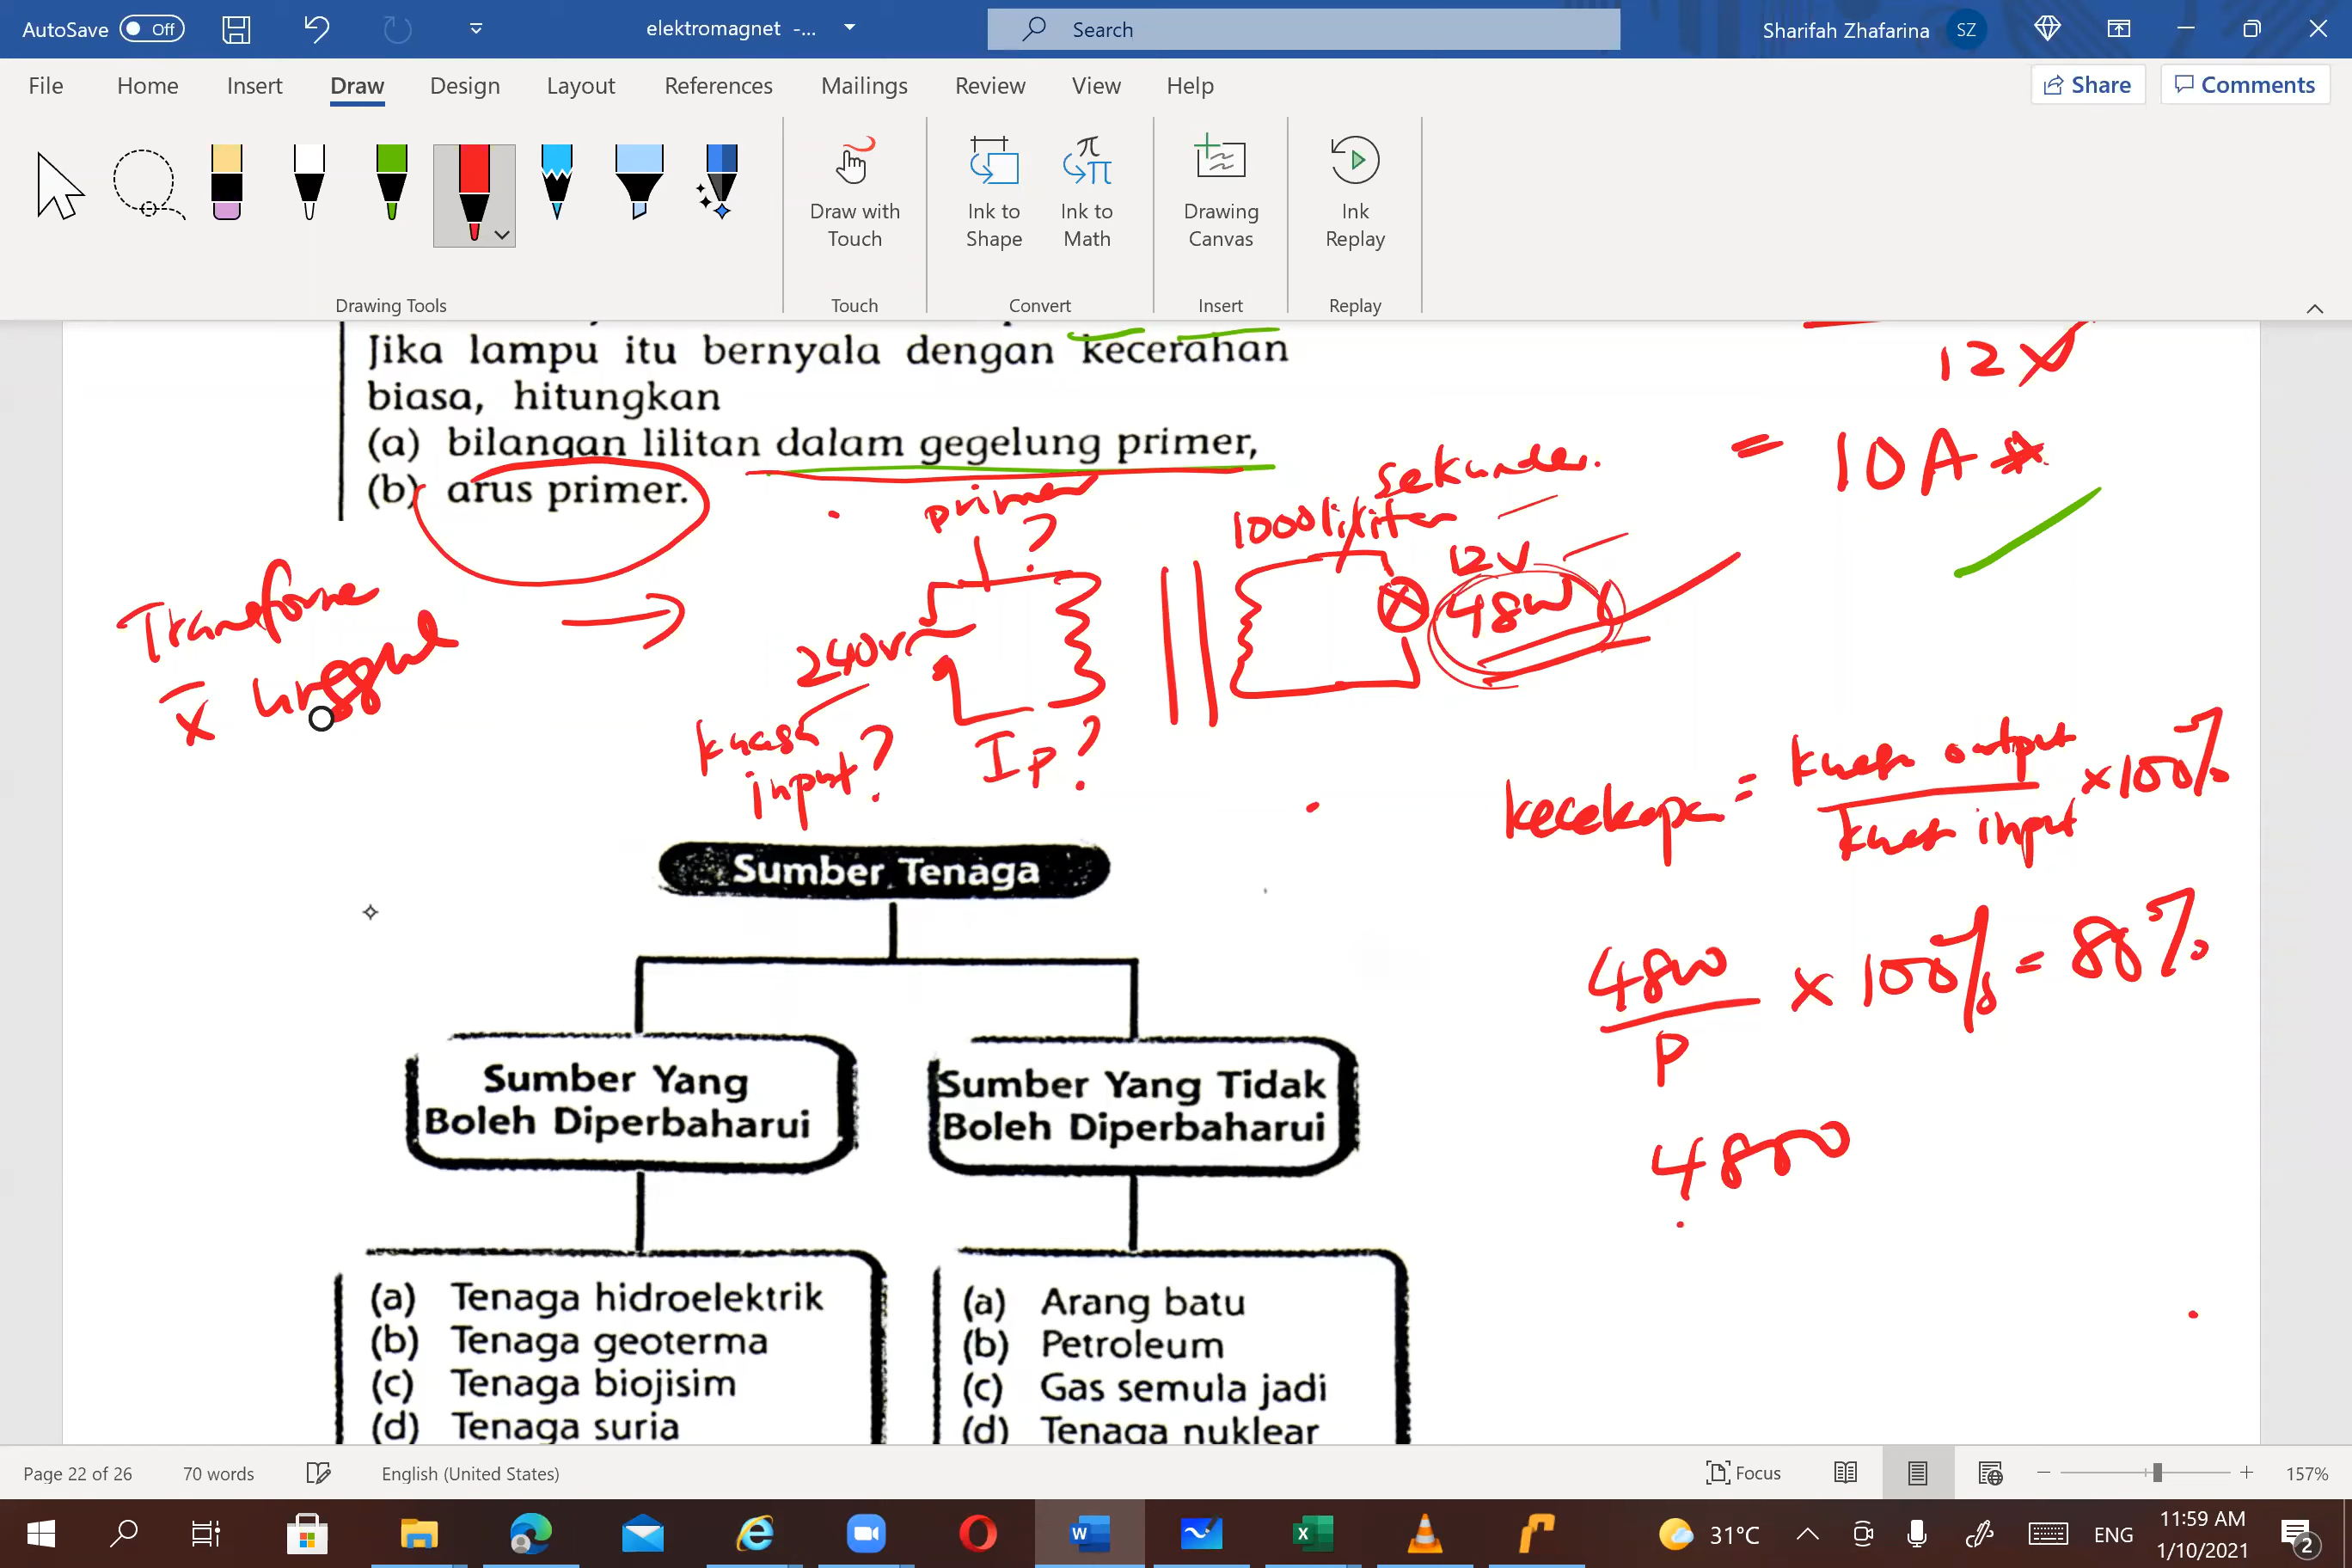 AutoSave Off elektromagnet -... Search Sharifah Zhafarina SZ
File Home Insert Draw Design Layout References Mailings Review View Help Share Comments
Draw with Touch
Ink to Shape
Ink to Math
Drawing Canvas
Ink Replay
Drawing Tools Touch Convert Insert Replay
Jika lampu itu bernyala dengan kecerahan
biasa, hitungkan
(a) bilangan lilitan dalam gegelung primer,
(b) arus primer.
12
= 10A
sekunder.
primer
?
1000 lilitan
12V
48W
240V
Ip?
input?
= kuasa output × 100%
kuasa input
48W × 100% = 80%
P
4800
Sumber Tenaga
Sumber Yang
Boleh Diperbaharui
Sumber Yang Tidak
Boleh Diperbaharui
(a) Tenaga hidroelektrik
(b) Tenaga geoterma
(c) Tenaga biojisim
(d) Tenaga suria
(a) Arang batu
(b) Petroleum
(c) Gas semula jadi
(d) Tenaga nuklear
Page 22 of 26 70 words English (United States) Focus 157%
31°C ENG 11:59 AM
1/10/2021 2